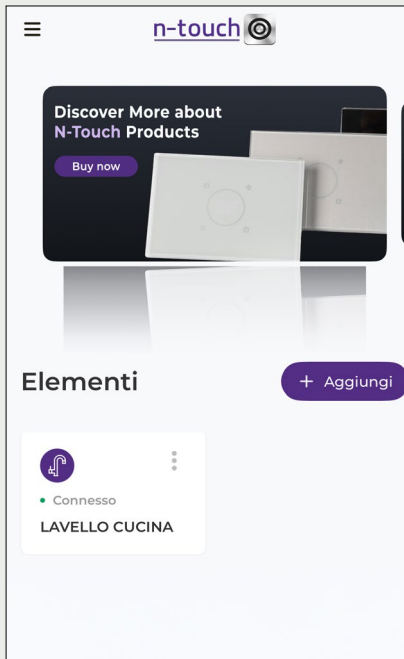 n-touch
Discover More about
N-Touch Products
Buy now
Elementi
+ Aggiungi
Connesso
LAVELLO CUCINA